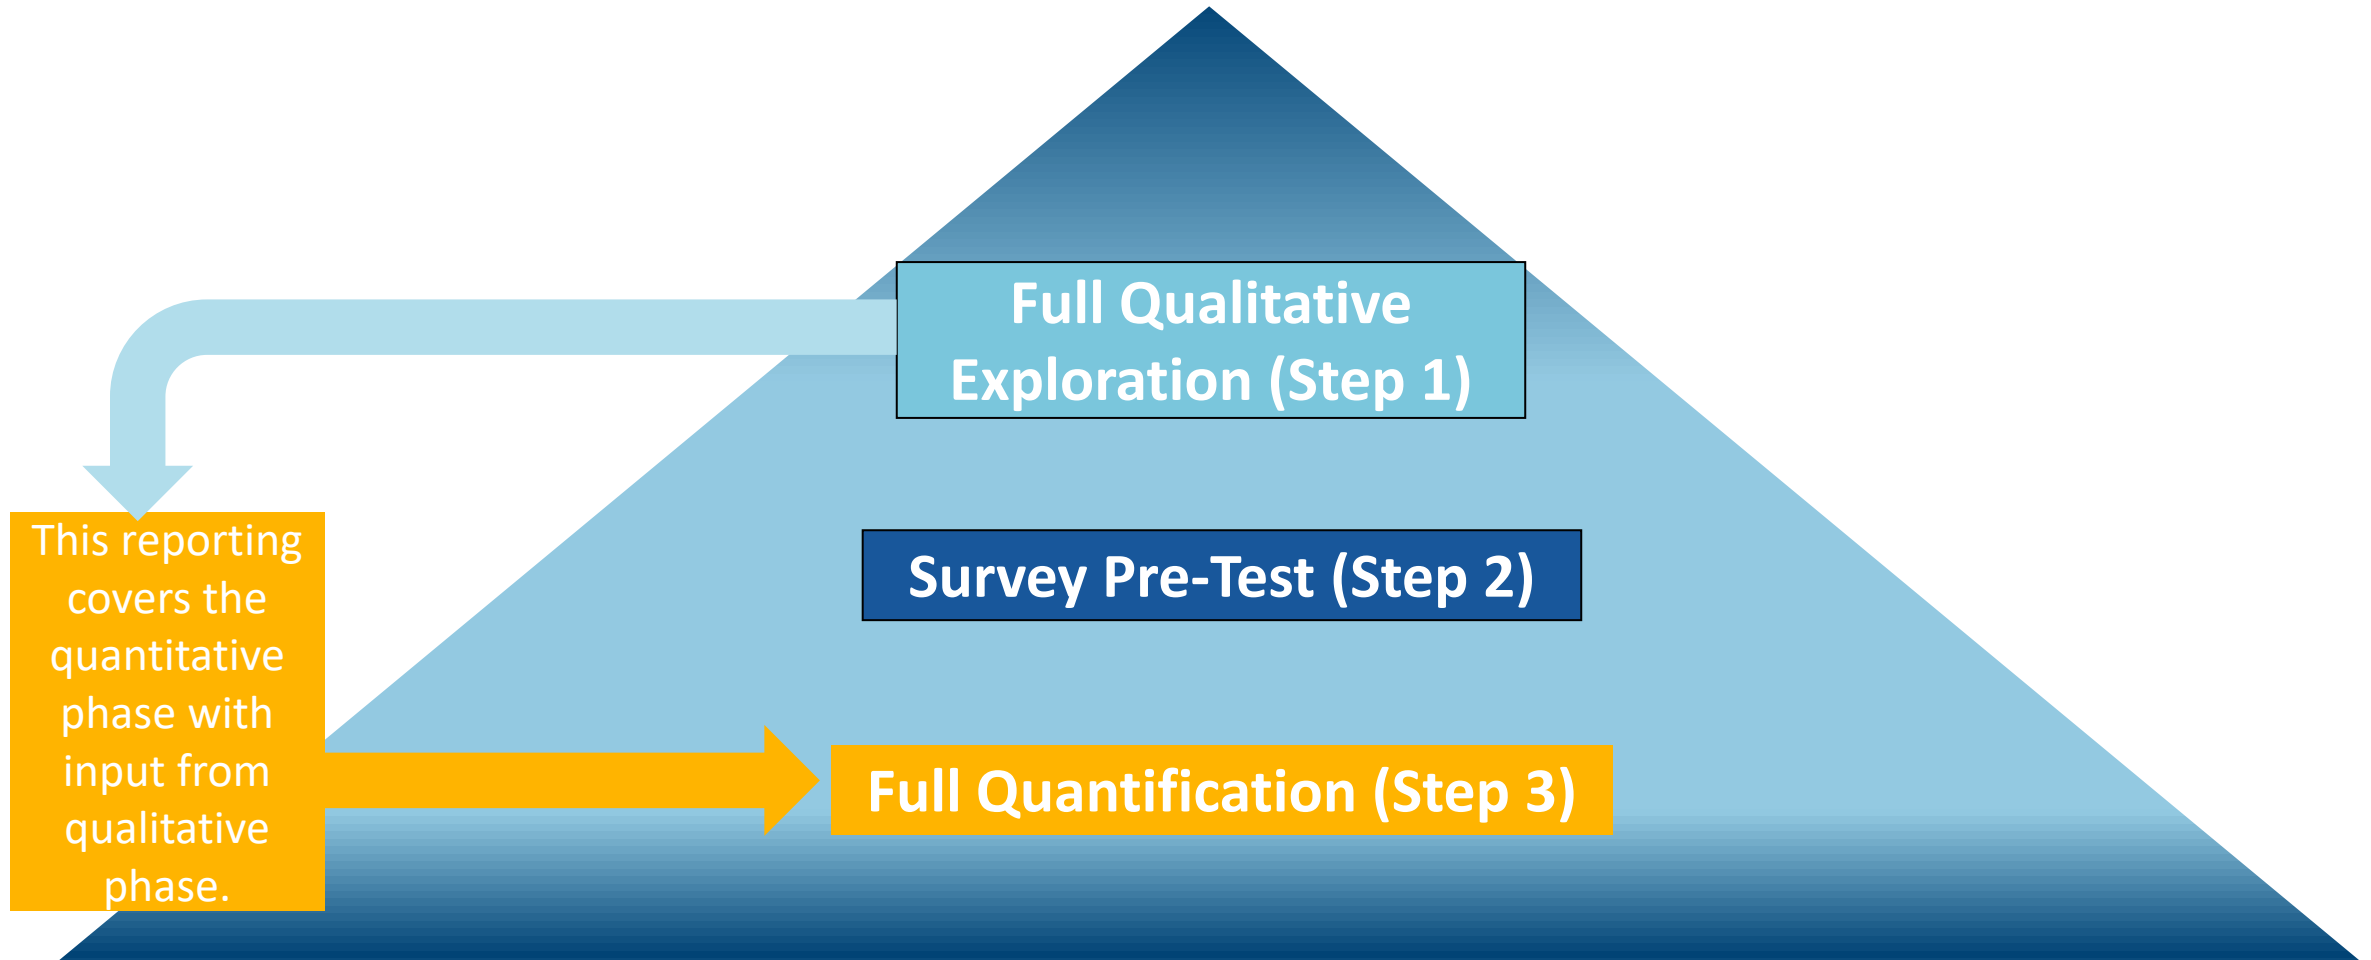 Full Qualitative
Exploration (Step 1)
Survey Pre-Test (Step 2)
Full Quantification (Step 3)
This reporting
covers the
quantitative
phase with
input from
qualitative
phase.